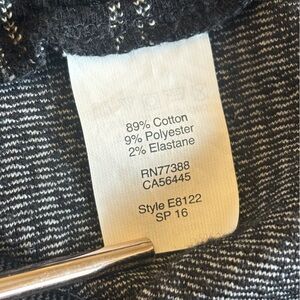 89% Cotton
9% Polyester
2% Elastane
RN77388
CA56445
Style E8122
SP 16